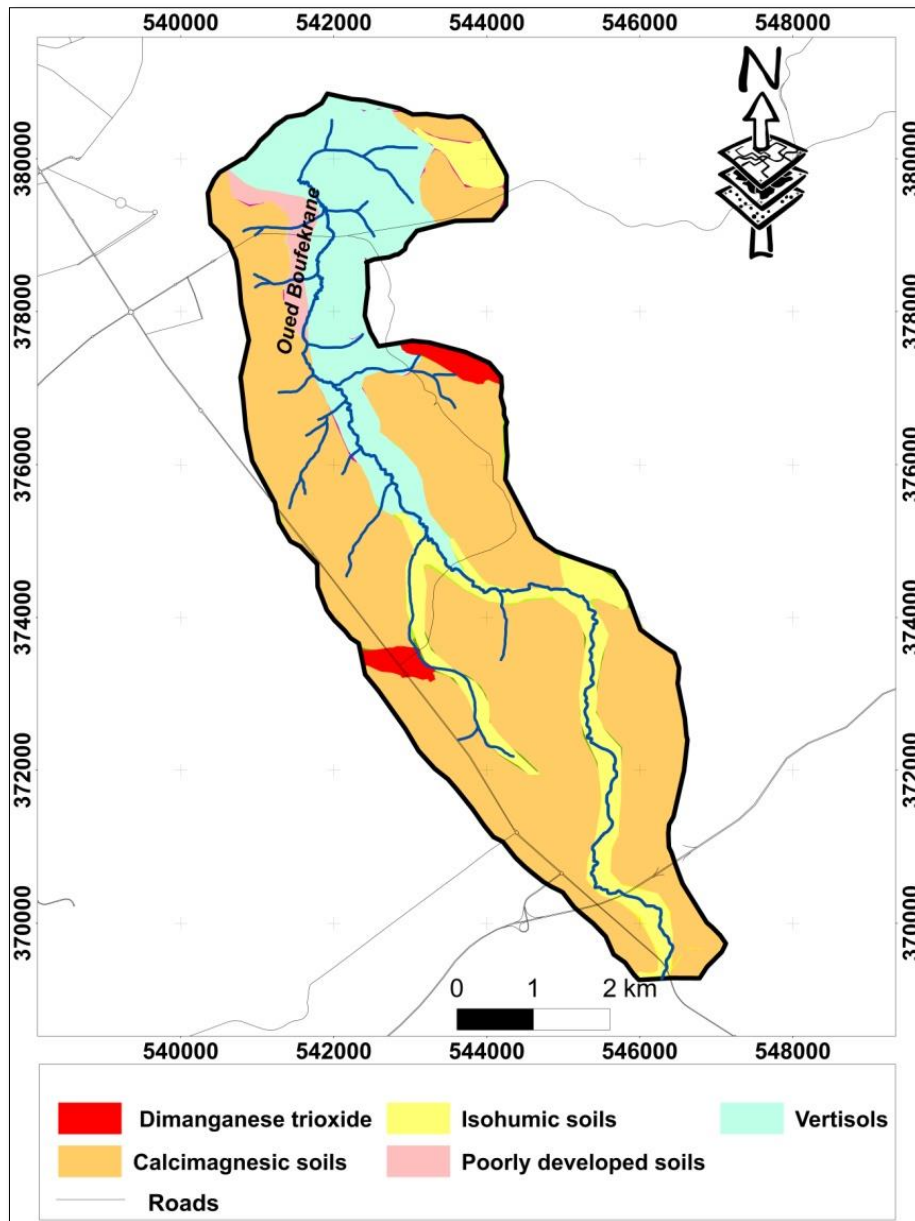 540000 542000 544000 546000 548000
N
380000 380000
Oued Boufekrane
378000 378000
376000 376000
374000 374000
372000 372000
370000 370000
0 1 2 km
540000 542000 544000 546000 548000
Dimanganese trioxide Isohumic soils Vertisols
Calcimagnesic soils Poorly developed soils
Roads